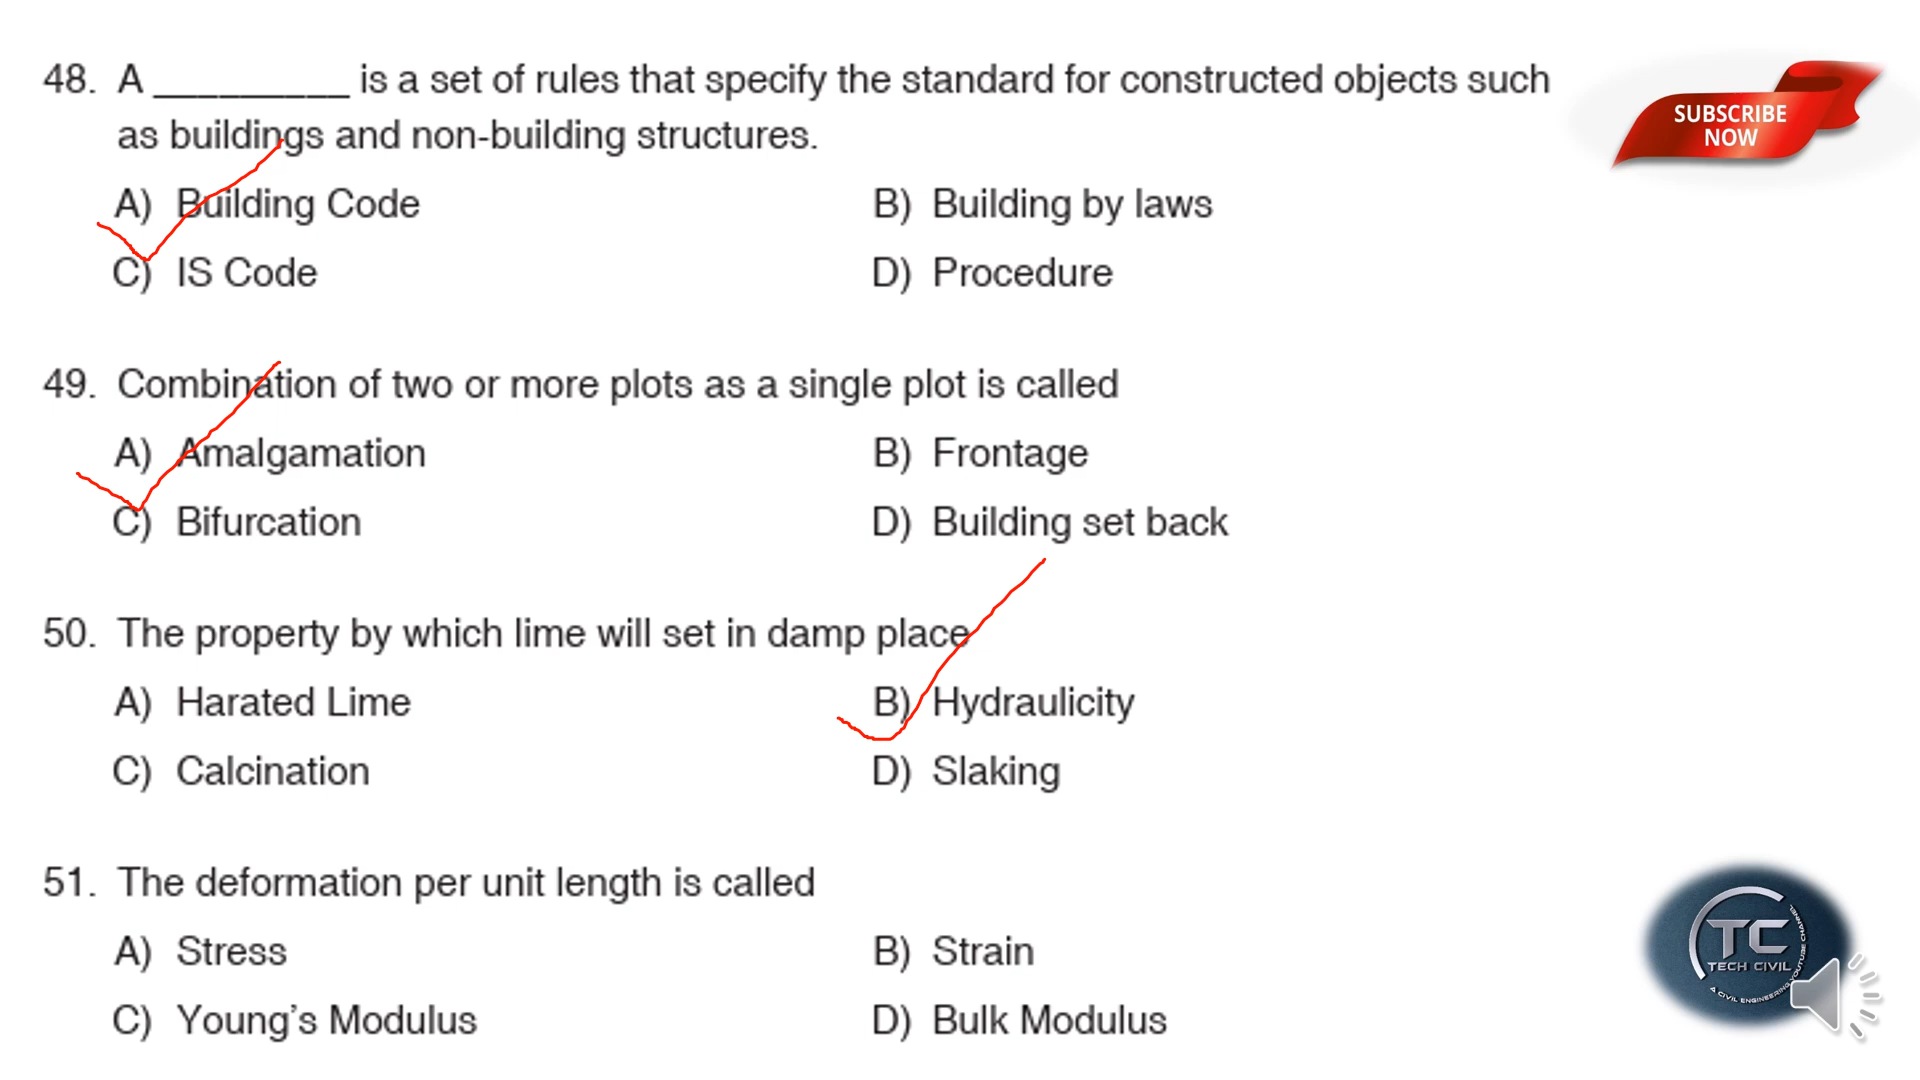 48. A _________ is a set of rules that specify the standard for constructed objects such
as buildings and non-building structures.
A) Building Code B) Building by laws
C) IS Code D) Procedure
49. Combination of two or more plots as a single plot is called
A) Amalgamation B) Frontage
C) Bifurcation D) Building set back
50. The property by which lime will set in damp place
A) Harated Lime B) Hydraulicity
C) Calcination D) Slaking
51. The deformation per unit length is called
A) Stress B) Strain
C) Young’s Modulus D) Bulk Modulus
SUBSCRIBE
NOW
TC
TECH CIVIL
A CIVIL ENGINEERING YOUTUBE CHANNEL